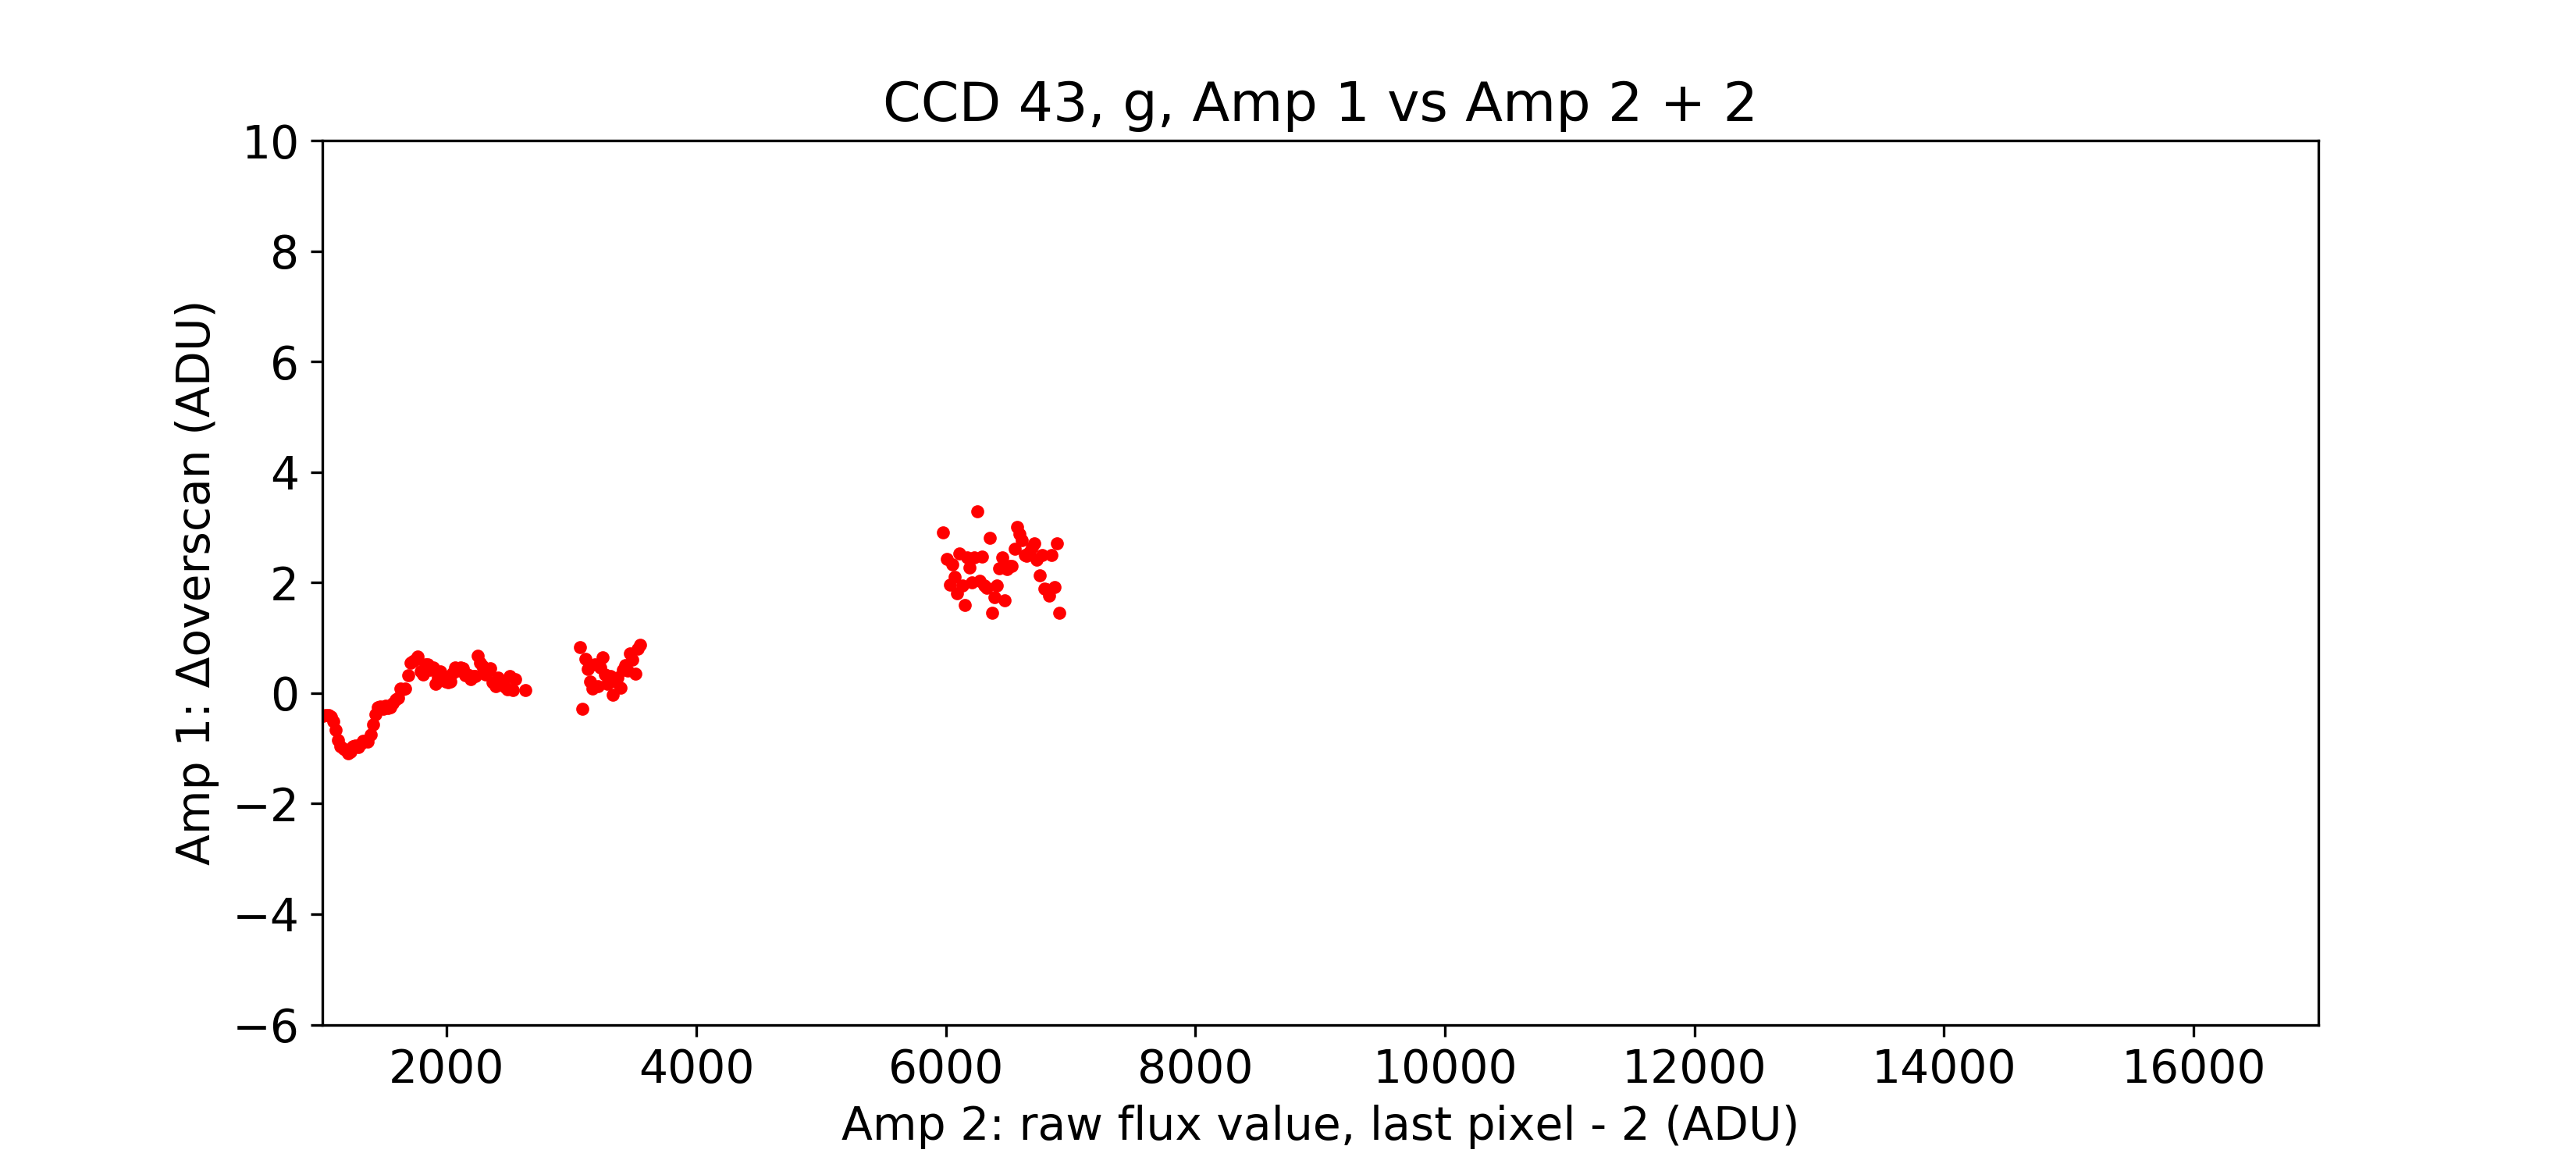 CCD 43, g, Amp 1 vs Amp 2 + 2
10
8
6
4
2
0
−2
−4
−6
Amp 1: Δoverscan (ADU)
2000 4000 6000 8000 10000 12000 14000 16000
Amp 2: raw flux value, last pixel - 2 (ADU)